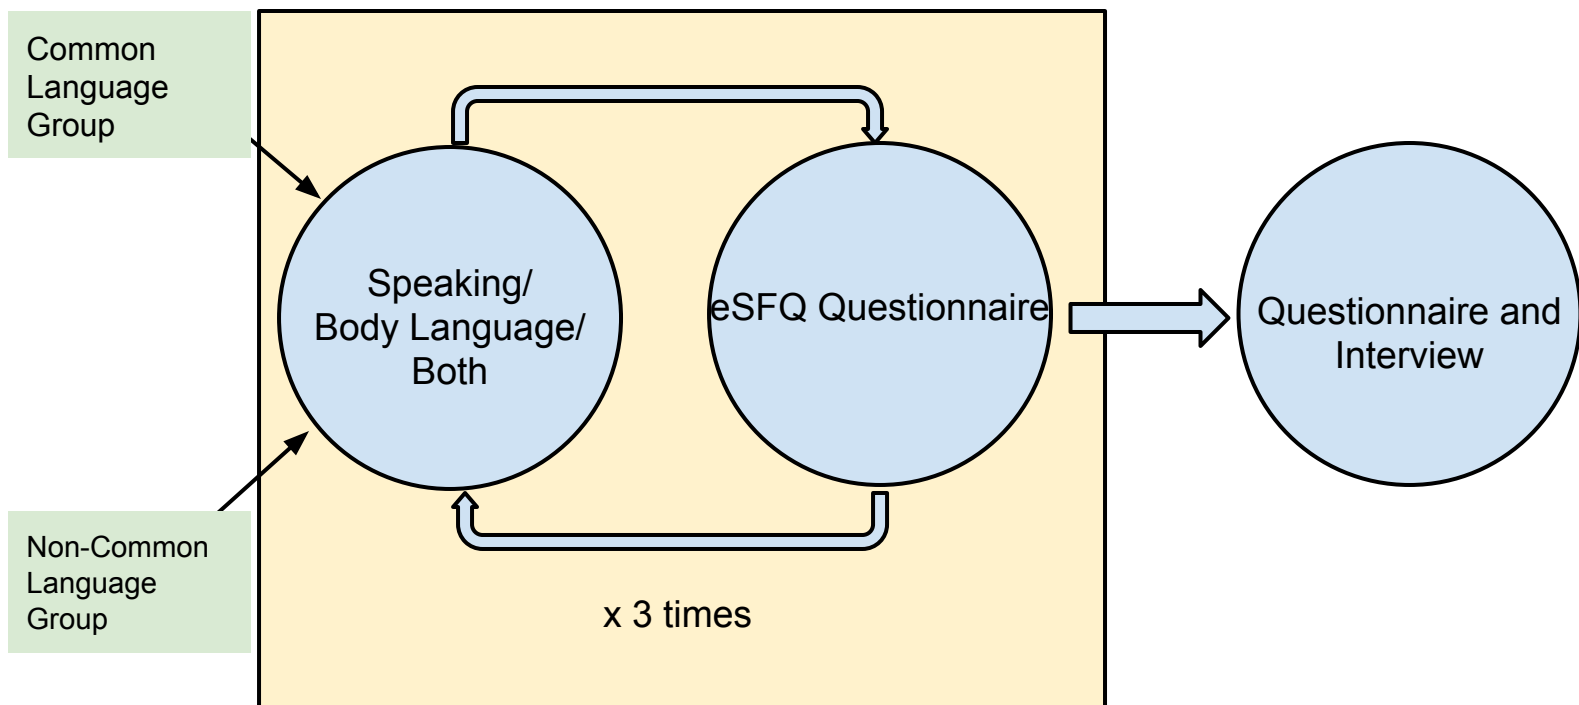 Common
Language
Group
Speaking/
Body Language/
Both
eSFQ Questionnaire
Questionnaire and
Interview
Non-Common
Language
Group
x 3 times